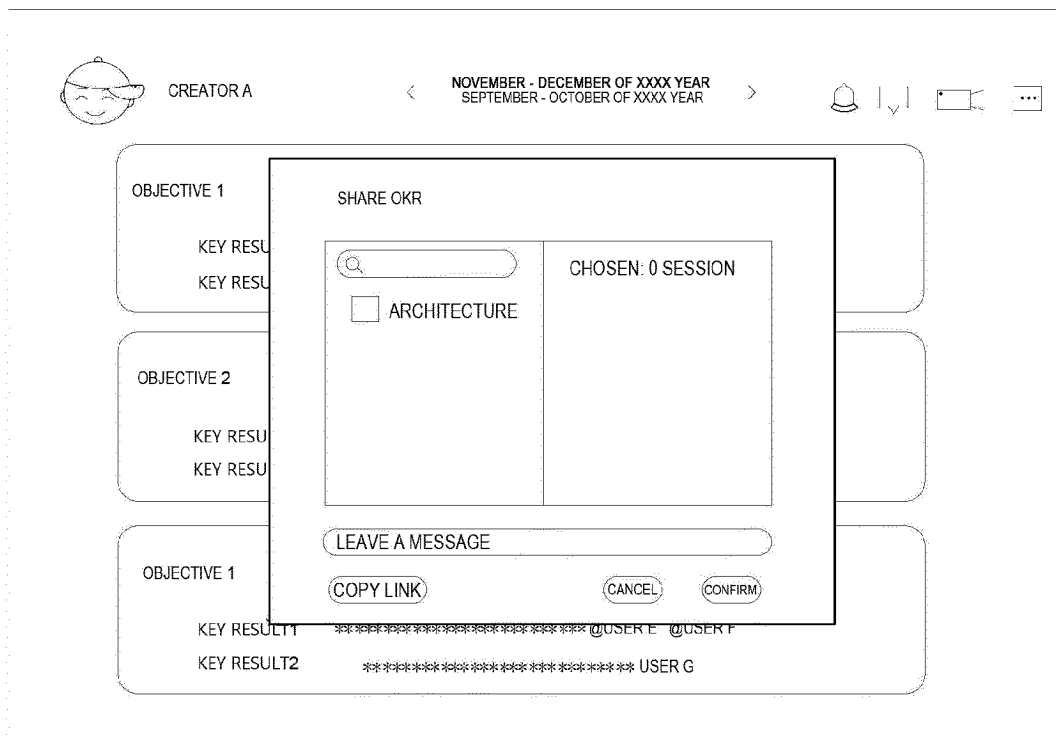 CREATOR A
NOVEMBER - DECEMBER OF XXXX YEAR
SEPTEMBER - OCTOBER OF XXXX YEAR
OBJECTIVE 1
KEY RESU
KEY RESU
SHARE OKR
ARCHITECTURE
CHOSEN: 0 SESSION
OBJECTIVE 2
KEY RESU
KEY RESU
LEAVE A MESSAGE
COPY LINK CANCEL CONFIRM
OBJECTIVE 1
KEY RESULT1 *************************** @USER E @USER F
KEY RESULT2 ***************************** USER G